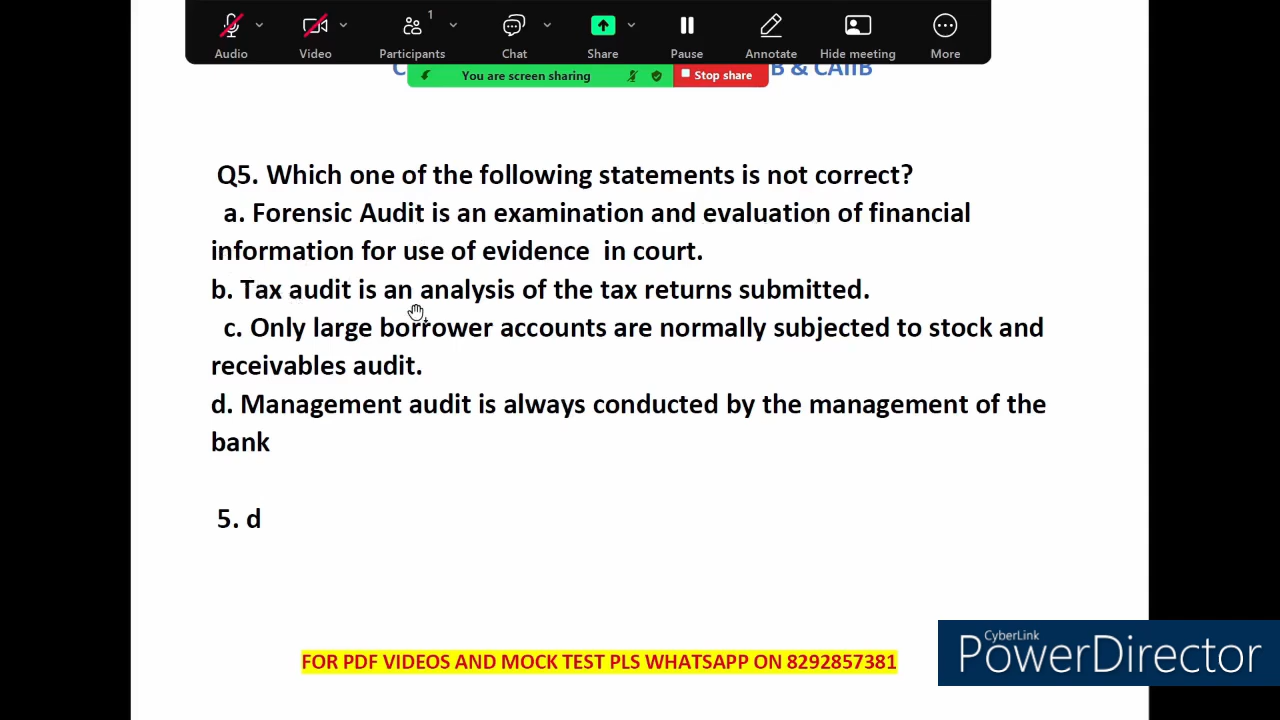 1
Audio Video Participants Chat Share Pause Annotate Hide meeting More
You are screen sharing Stop share
B & CAIIB
Q5. Which one of the following statements is not correct?
a. Forensic Audit is an examination and evaluation of financial
information for use of evidence in court.
b. Tax audit is an analysis of the tax returns submitted.
c. Only large borrower accounts are normally subjected to stock and
receivables audit.
d. Management audit is always conducted by the management of the
bank
5. d
FOR PDF VIDEOS AND MOCK TEST PLS WHATSAPP ON 8292857381
CyberLink
PowerDirector